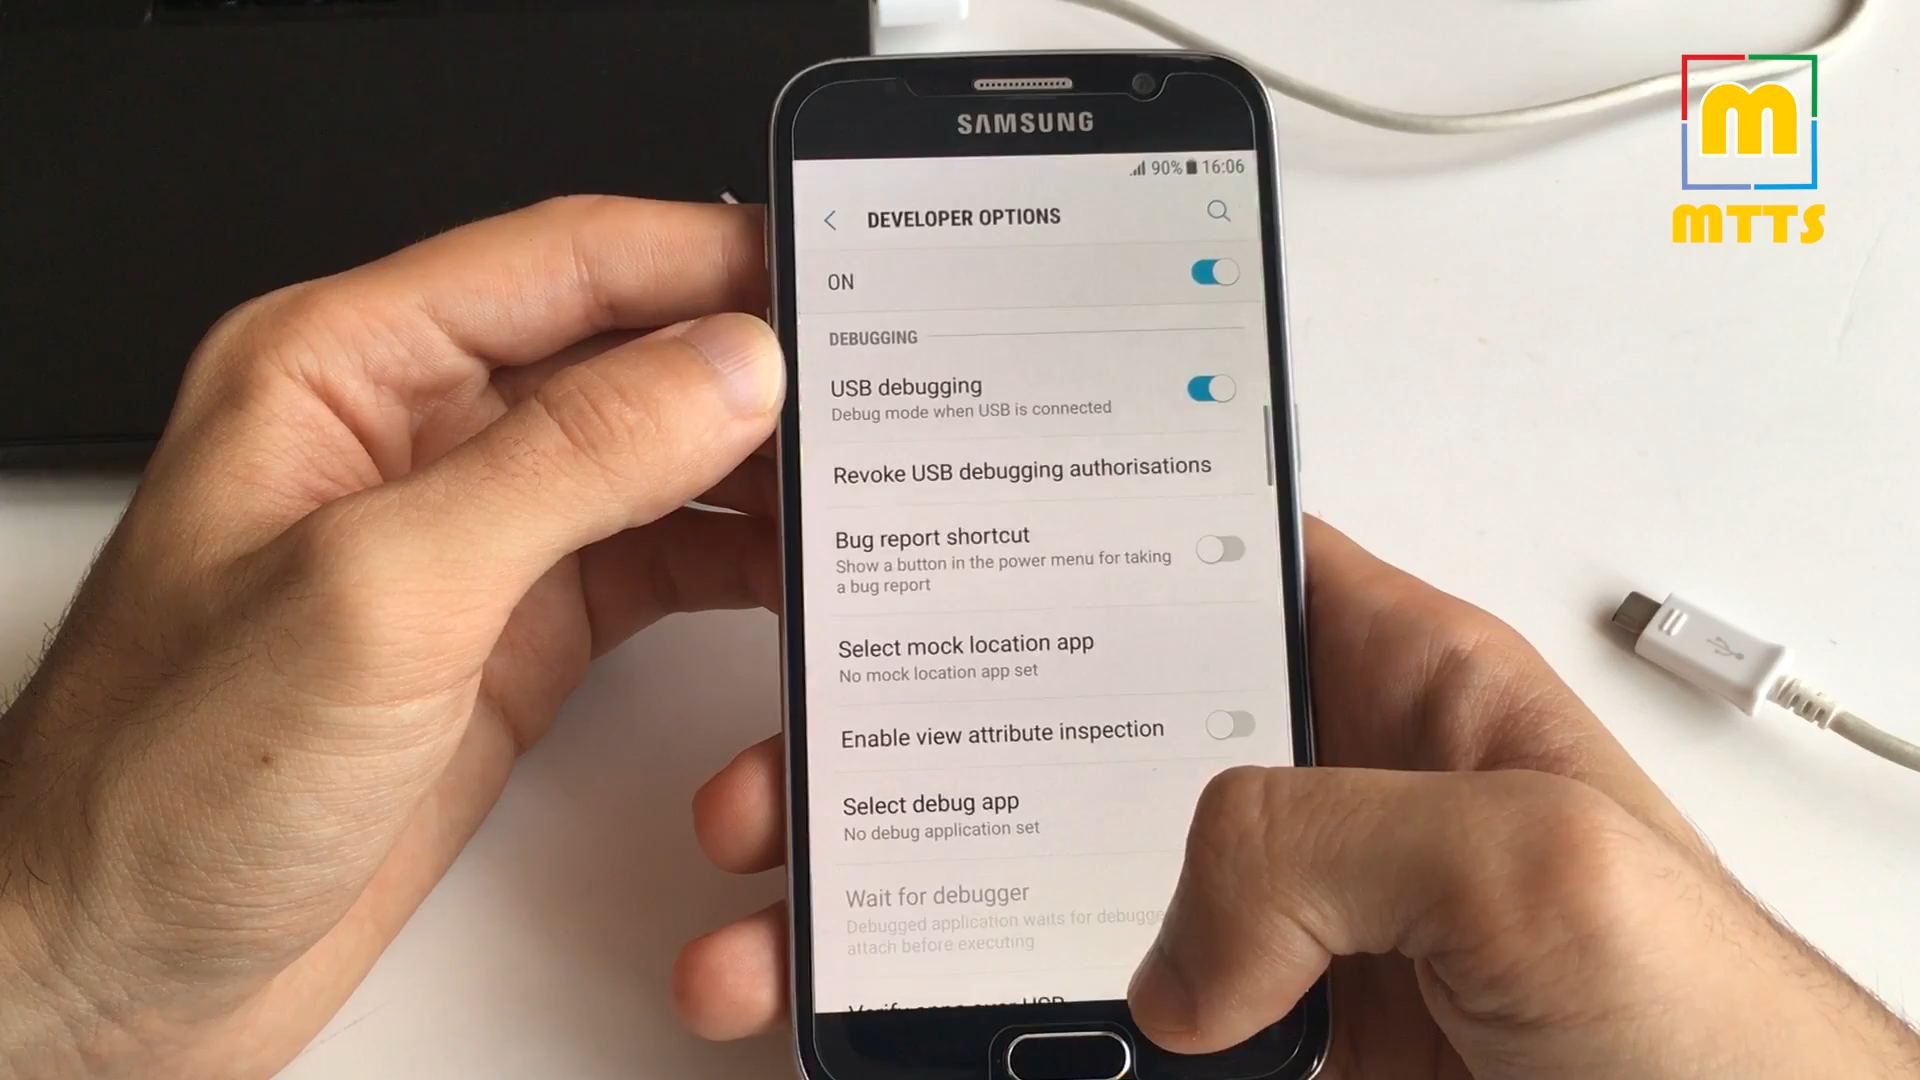 SAMSUNG
90% 16:06
DEVELOPER OPTIONS
ON
DEBUGGING
USB debugging
Debug mode when USB is connected
Revoke USB debugging authorisations
Bug report shortcut
Show a button in the power menu for taking
a bug report
Select mock location app
No mock location app set
Enable view attribute inspection
Select debug app
No debug application set
Wait for debugger
Debugged application waits for
attach before executing
M
MTTS